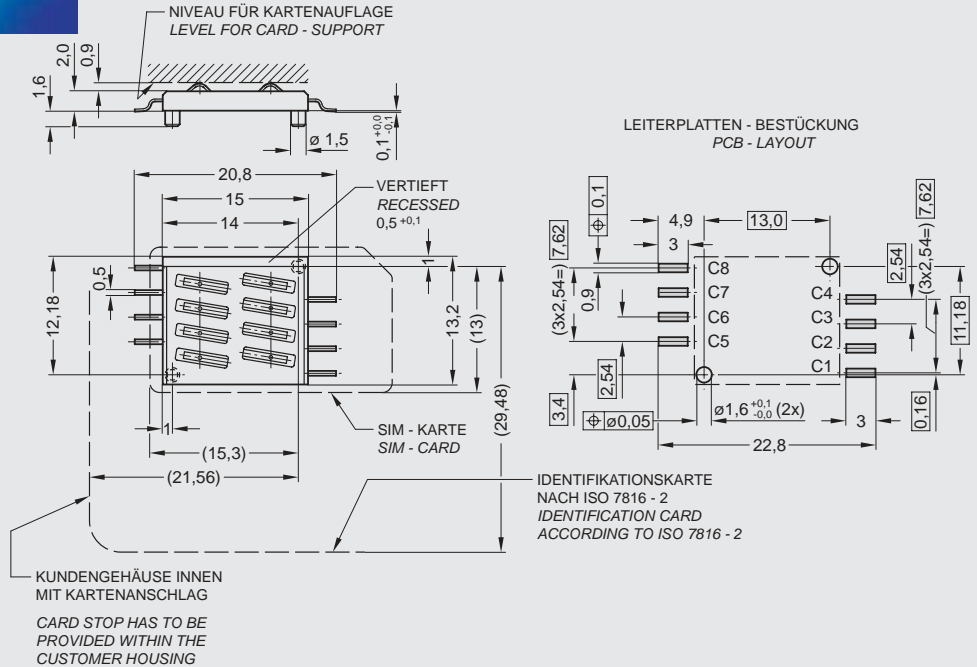 NIVEAU FÜR KARTENAUFLAGE
LEVEL FOR CARD - SUPPORT
2,0
0,9
1,6
ø 1,5
0,1 +0,0 -0,1
20,8
15
14
VERTIEFT
RECESSED
0,5 +0,1
1
0,5
12,18
13,2
(13)
(29,48)
1
(15,3)
(21,56)
SIM - KARTE
SIM - CARD
IDENTIFIKATIONSKARTE
NACH ISO 7816 - 2
IDENTIFICATION CARD
ACCORDING TO ISO 7816 - 2
KUNDENGEHÄUSE INNEN
MIT KARTENANSCHLAG
CARD STOP HAS TO BE
PROVIDED WITHIN THE
CUSTOMER HOUSING
LEITERPLATTEN - BESTÜCKUNG
PCB - LAYOUT
⌖ 0,1
4,9
13,0
3
(3x2,54=) 7,62
0,9
2,54
3,4
C8
C7
C6
C5
C4
C3
C2
C1
2,54
(3x2,54=) 7,62
11,18
0,16
⌖ ø0,05
ø1,6 +0,1 -0,0 (2x)
3
22,8